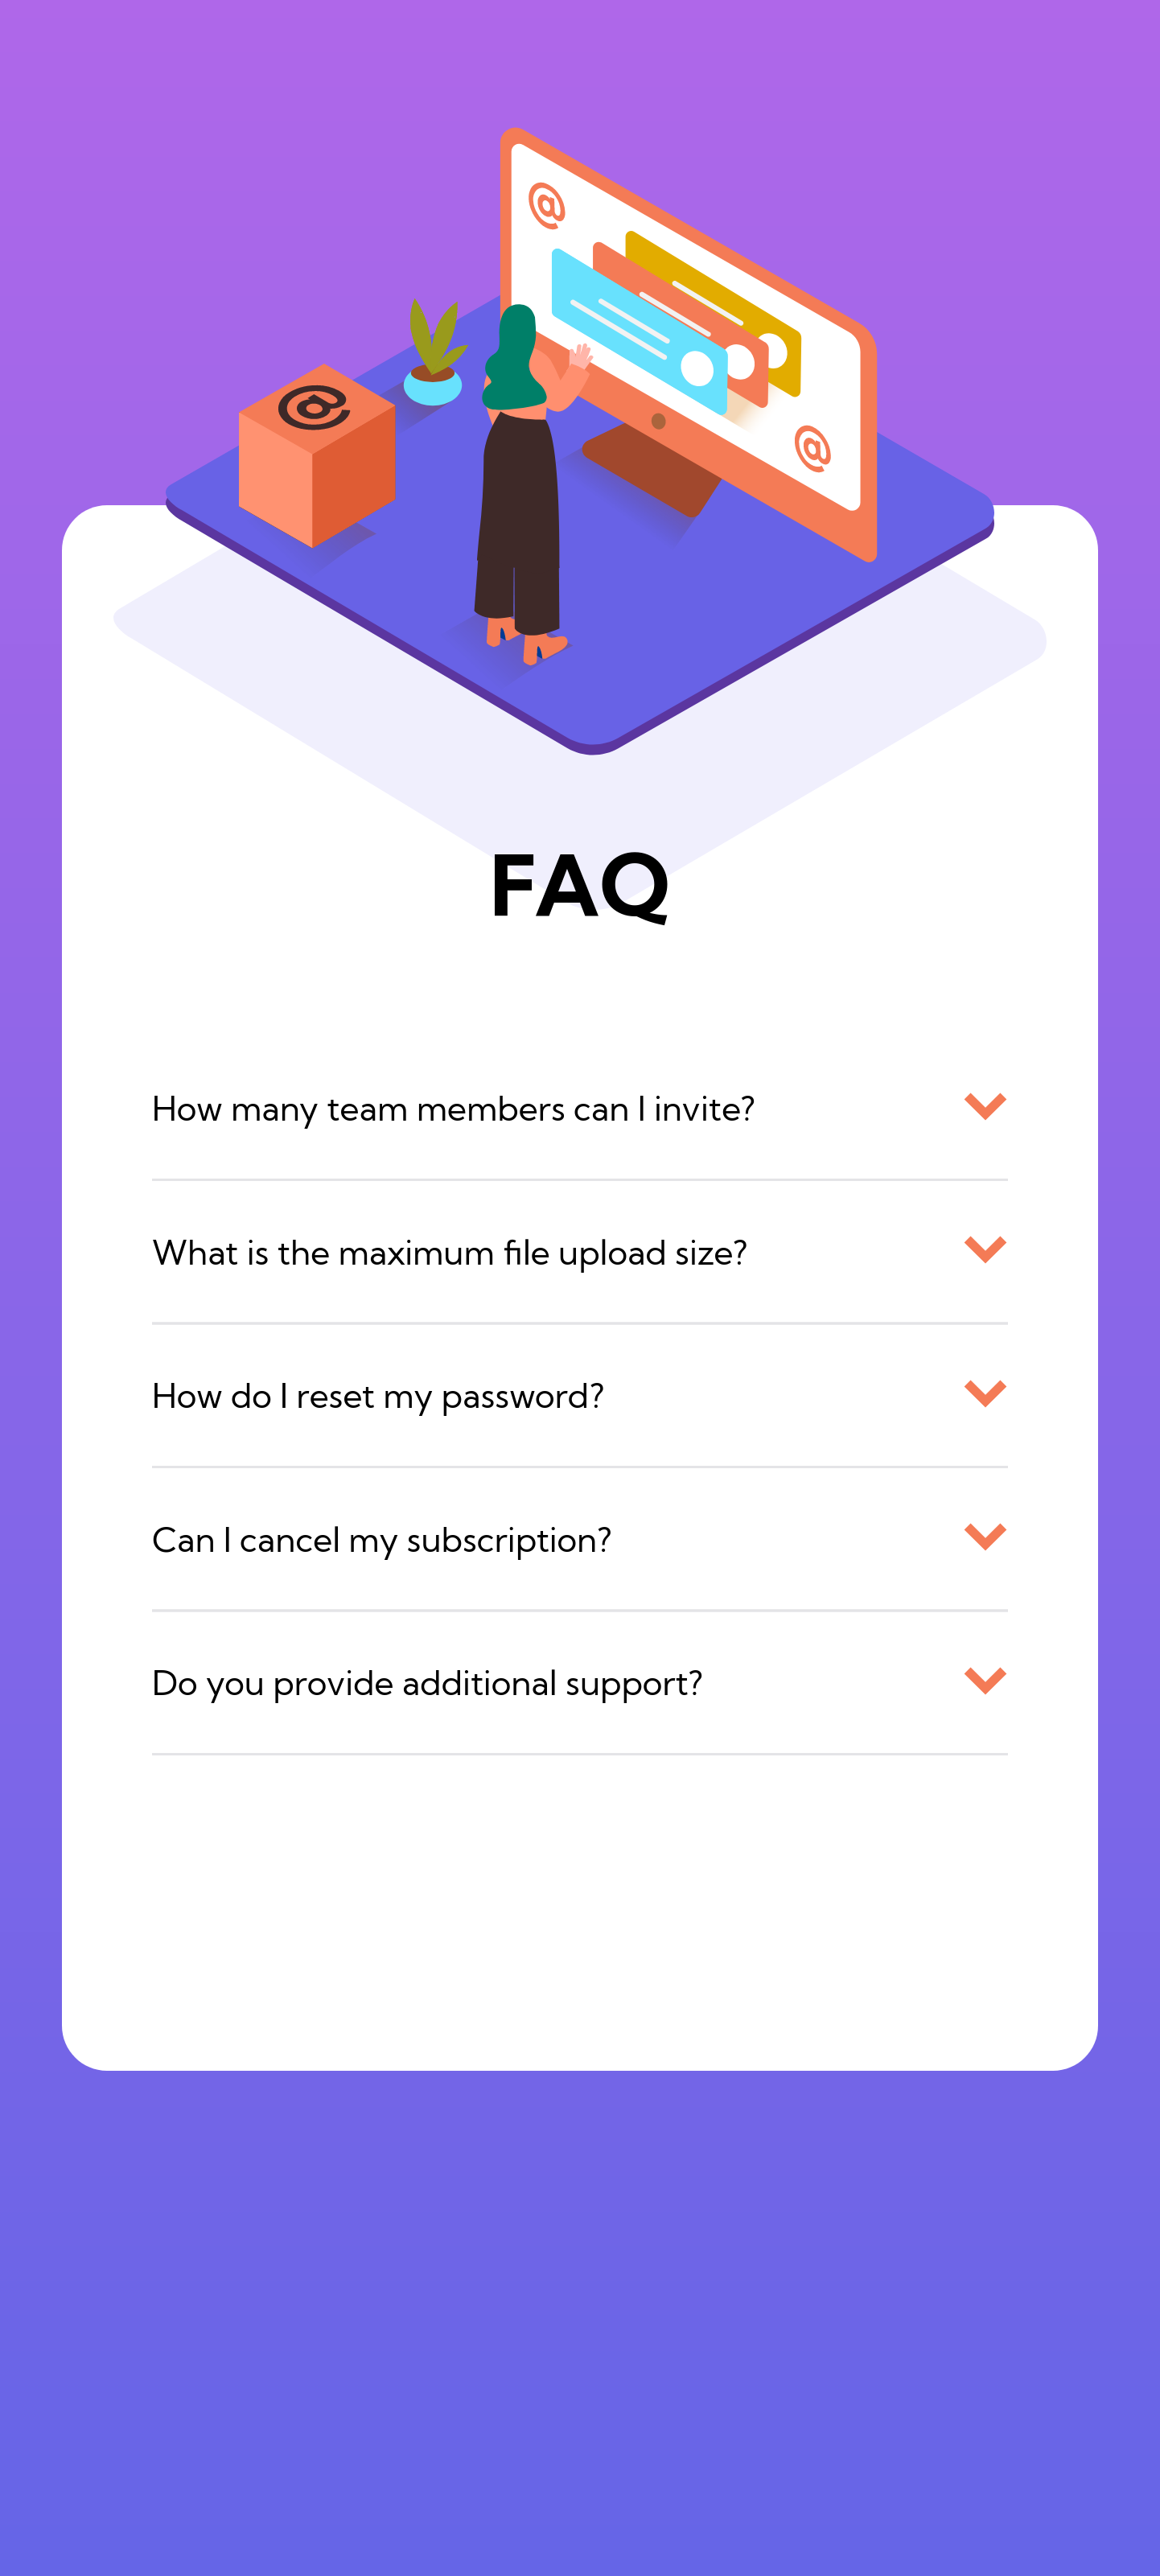 @
@
@
FAQ
How many team members can I invite?
What is the maximum file upload size?
How do I reset my password?
Can I cancel my subscription?
Do you provide additional support?